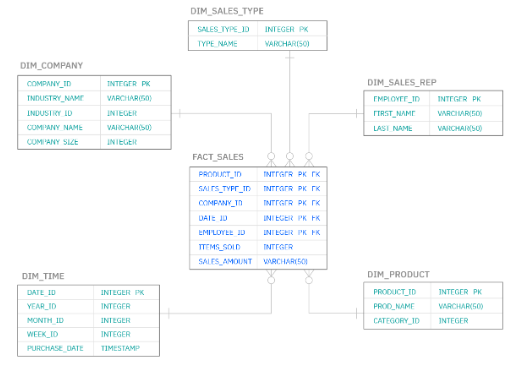 DIM_SALES_TYPE
SALES_TYPE_ID INTEGER PK
TYPE_NAME VARCHAR(50)
DIM_COMPANY
COMPANY_ID INTEGER PK
INDUSTRY_NAME VARCHAR(50)
INDUSTRY_ID INTEGER
COMPANY_NAME VARCHAR(50)
COMPANY_SIZE INTEGER
DIM_SALES_REP
EMPLOYEE_ID INTEGER PK
FIRST_NAME VARCHAR(50)
LAST_NAME VARCHAR(50)
FACT_SALES
PRODUCT_ID INTEGER PK FK
SALES_TYPE_ID INTEGER PK FK
COMPANY_ID INTEGER PK FK
DATE_ID INTEGER PK FK
EMPLOYEE_ID INTEGER PK FK
ITEMS_SOLD INTEGER
SALES_AMOUNT VARCHAR(50)
DIM_TIME
DATE_ID INTEGER PK
YEAR_ID INTEGER
MONTH_ID INTEGER
WEEK_ID INTEGER
PURCHASE_DATE TIMESTAMP
DIM_PRODUCT
PRODUCT_ID INTEGER PK
PROD_NAME VARCHAR(50)
CATEGORY_ID INTEGER